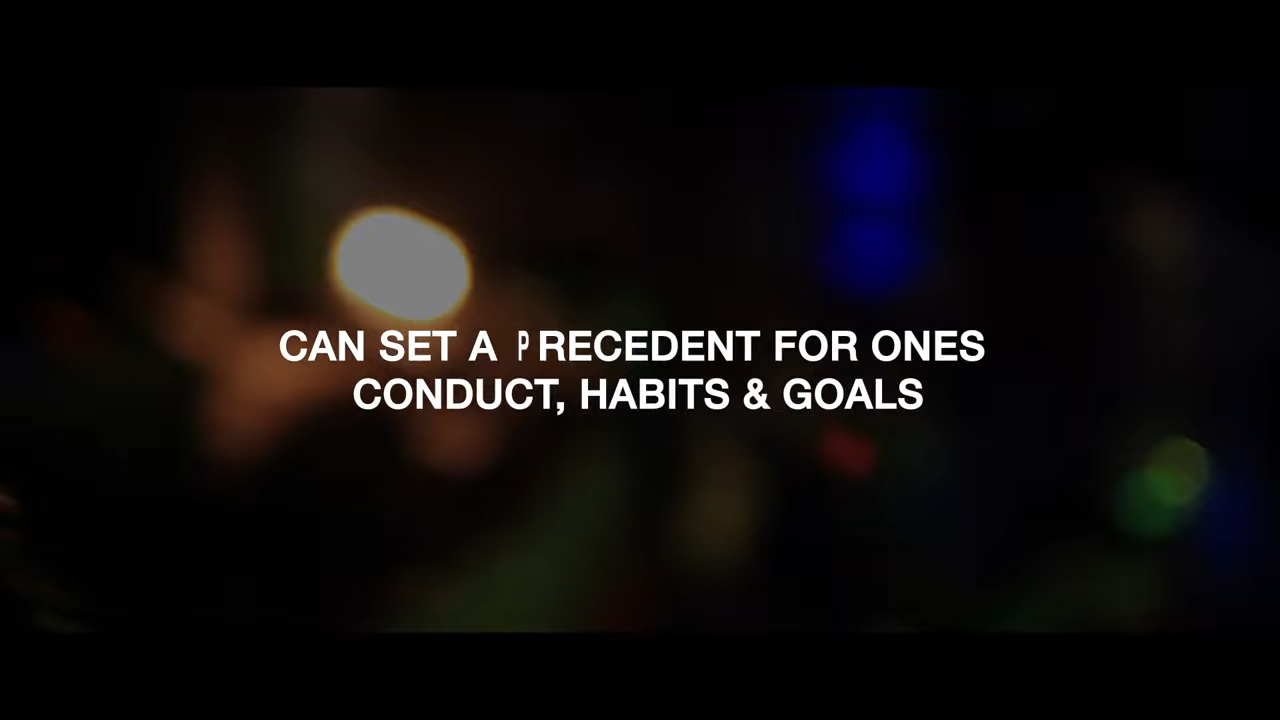 CAN SET A PRECEDENT FOR ONES
CONDUCT, HABITS & GOALS